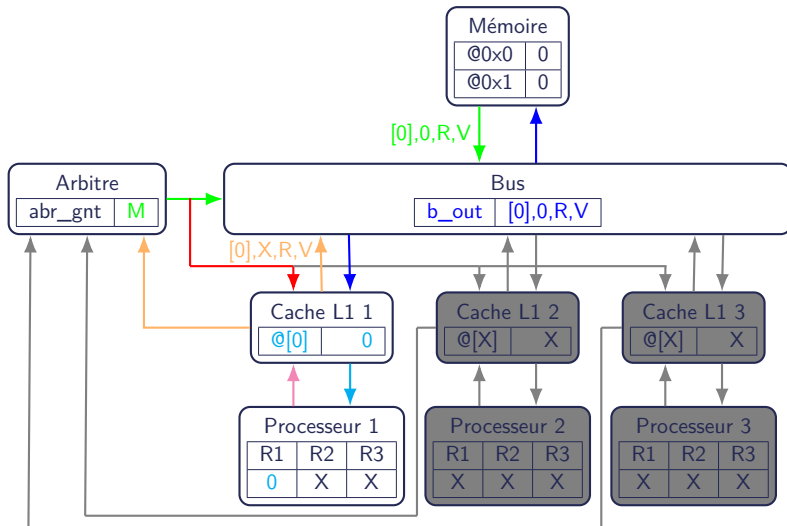 Mémoire
@0x0 0
@0x1 0
[0],0,R,V
Arbitre
abr_gnt M
Bus
b_out [0],0,R,V
[0],X,R,V
Cache L1 1
@[0] 0
Cache L1 2
@[X] X
Cache L1 3
@[X] X
Processeur 1
R1 R2 R3
0 X X
Processeur 2
R1 R2 R3
X X X
Processeur 3
R1 R2 R3
X X X